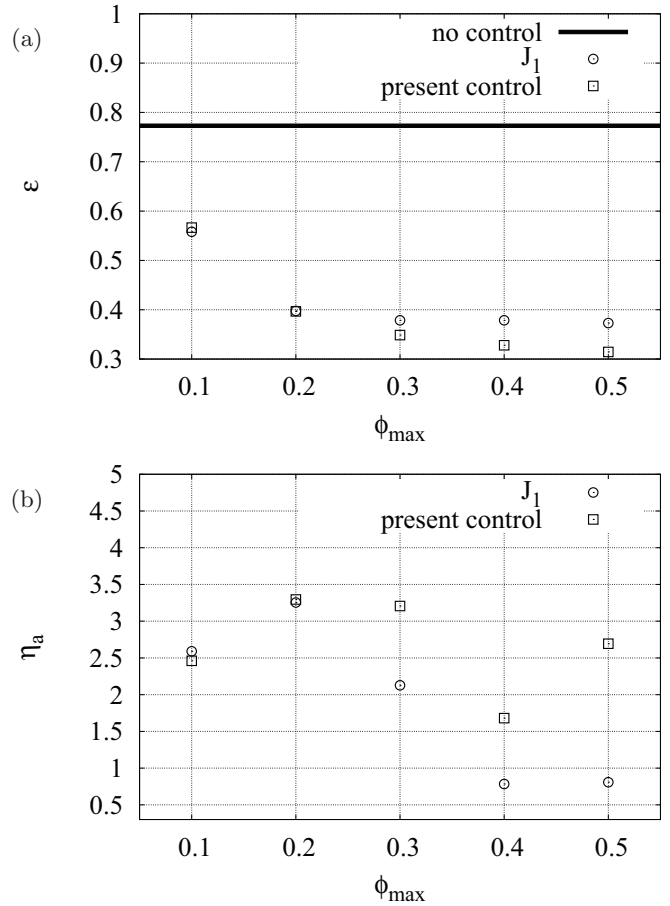 (a)
no control
J1
present control
1
0.9
0.8
0.7
0.6
0.5
0.4
0.3
ε
0.1 0.2 0.3 0.4 0.5
ϕmax
(b)
J1
present control
5
4.5
4
3.5
3
2.5
2
1.5
1
0.5
ηa
0.1 0.2 0.3 0.4 0.5
ϕmax